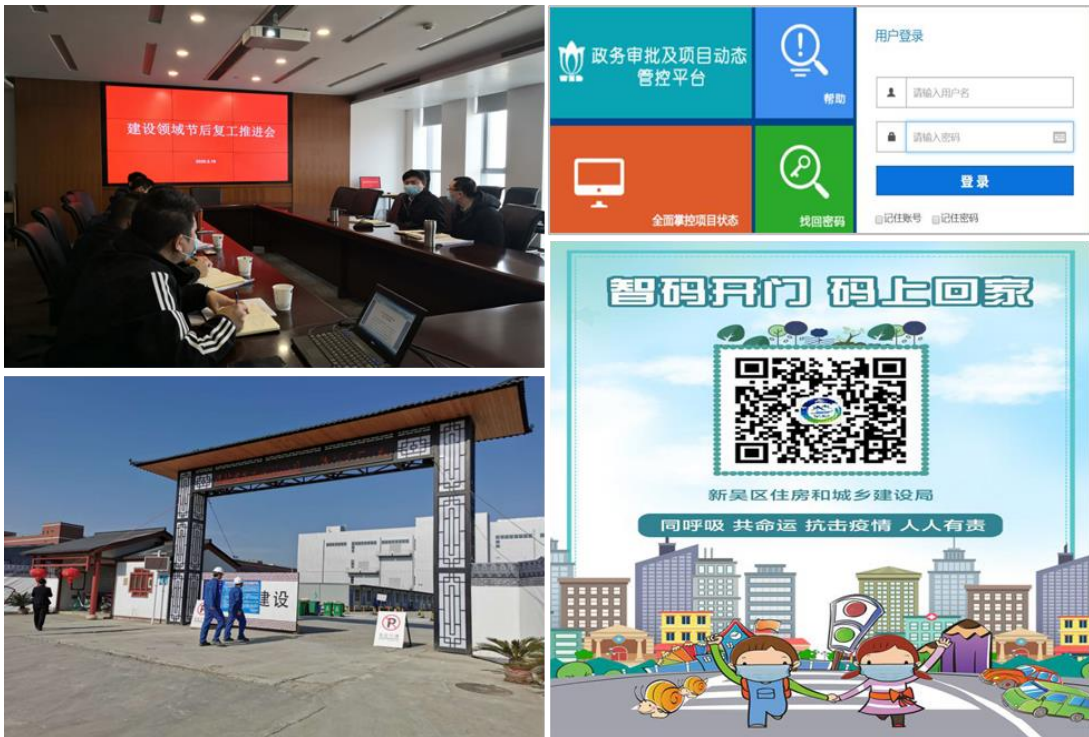 建设领域节后复工推进会
政务审批及项目动态
管控平台
帮助
全面掌控项目状态
找回密码
用户登录
请输入用户名
请输入密码
登录
记住账号
记住密码
建设
智码开门 码上回家
新吴区住房和城乡建设局
同呼吸 共命运 抗击疫情 人人有责